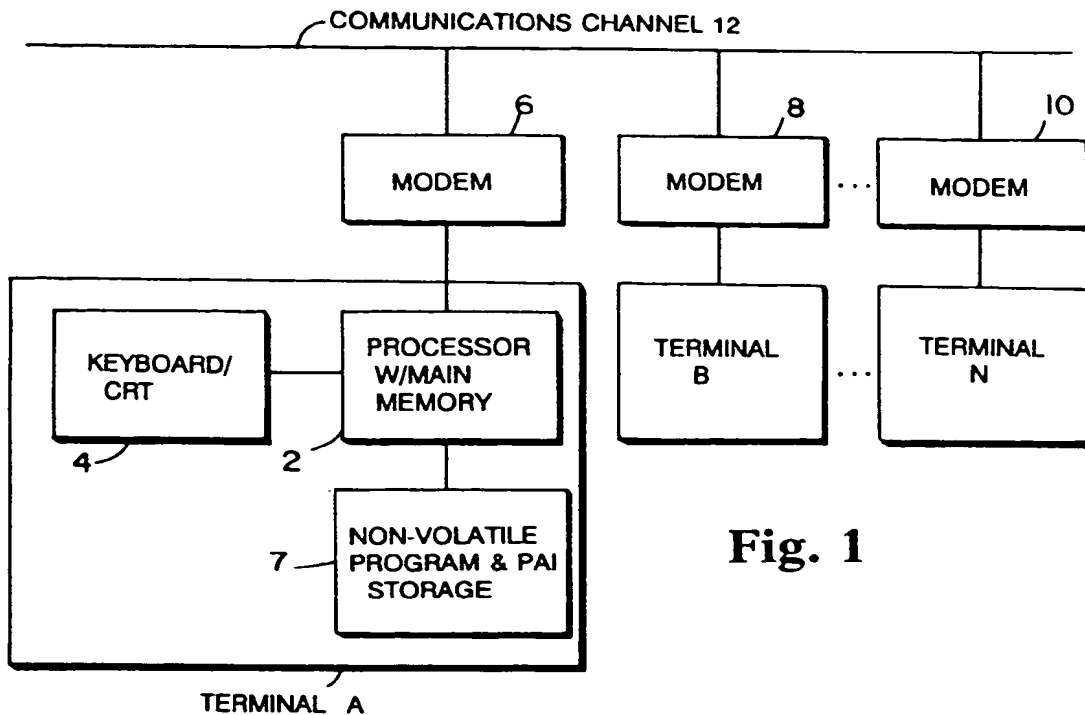 COMMUNICATIONS CHANNEL 12
6
8
10
MODEM
MODEM
...
MODEM
KEYBOARD/
CRT
4
PROCESSOR
W/MAIN
MEMORY
2
TERMINAL
B
...
TERMINAL
N
7
NON-VOLATILE
PROGRAM & PAI
STORAGE
Fig. 1
TERMINAL A